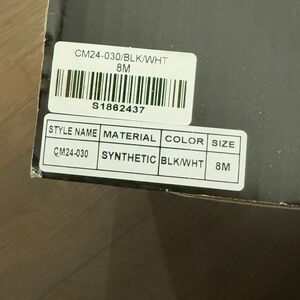 CM24-030/BLK/WHT
8M
S1862437
STYLE NAME MATERIAL COLOR SIZE
CM24-030 SYNTHETIC BLK/WHT 8M